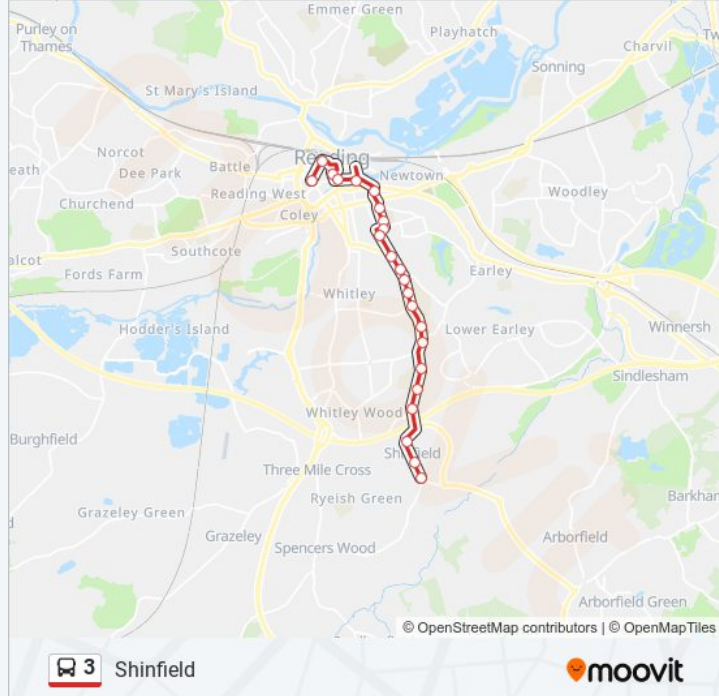 Emmer Green
Purley on
Thames
Playhatch
Charvil
Tw
Sonning
St Mary's Island
Norcot
Battle
Reading
eath
Dee Park
Newtown
Reading West
Woodley
Churchend
Coley
Southcote
alcot
Fords Farm
Earley
Whitley
Hodder's Island
Lower Earley
Winnersh
Sindlesham
Whitley Wood
Burghfield
Shinfield
Three Mile Cross
Ryeish Green
Barkhar
Grazeley Green
Grazeley
Arborfield
Spencers Wood
Arborfield Green
© OpenStreetMap contributors | © OpenMapTiles
3 Shinfield
moovit